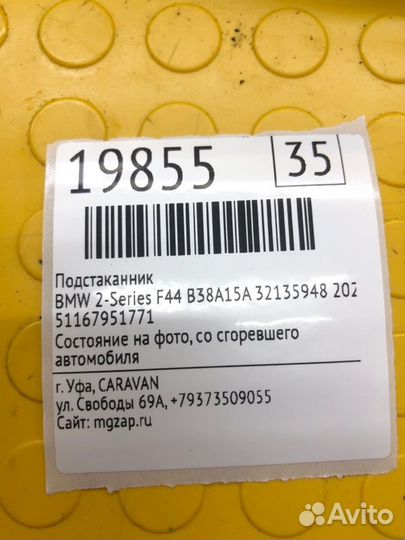 19855
35
Подстаканник
BMW 2-Series F44 B38A15A 32135948 202
51167951771
Состояние на фото, со сгоревшего
автомобиля
г. Уфа, CARAVAN
ул. Свободы 69А, +79373509055
Сайт: mgzap.ru
Avito